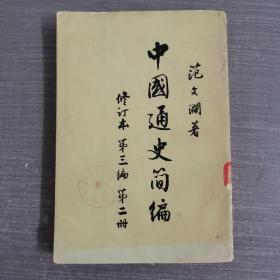 范文澜著
中國通史简编
修订本 第三编 第二册